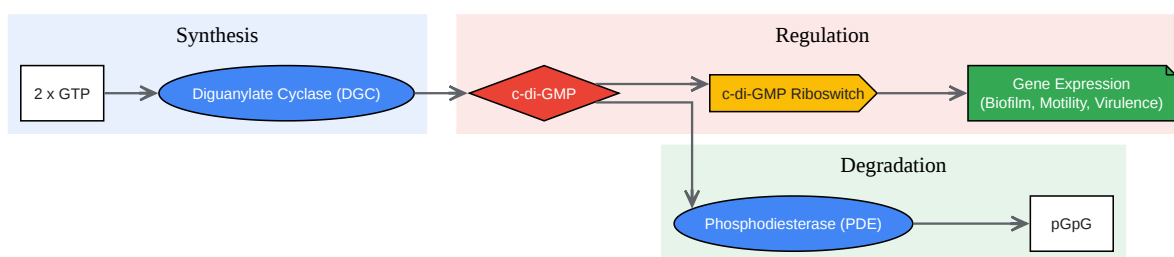 Synthesis
Regulation
2 x GTP
Diguanylate Cyclase (DGC)
c-di-GMP
c-di-GMP Riboswitch
Gene Expression
(Biofilm, Motility, Virulence)
Degradation
Phosphodiesterase (PDE)
pGpG